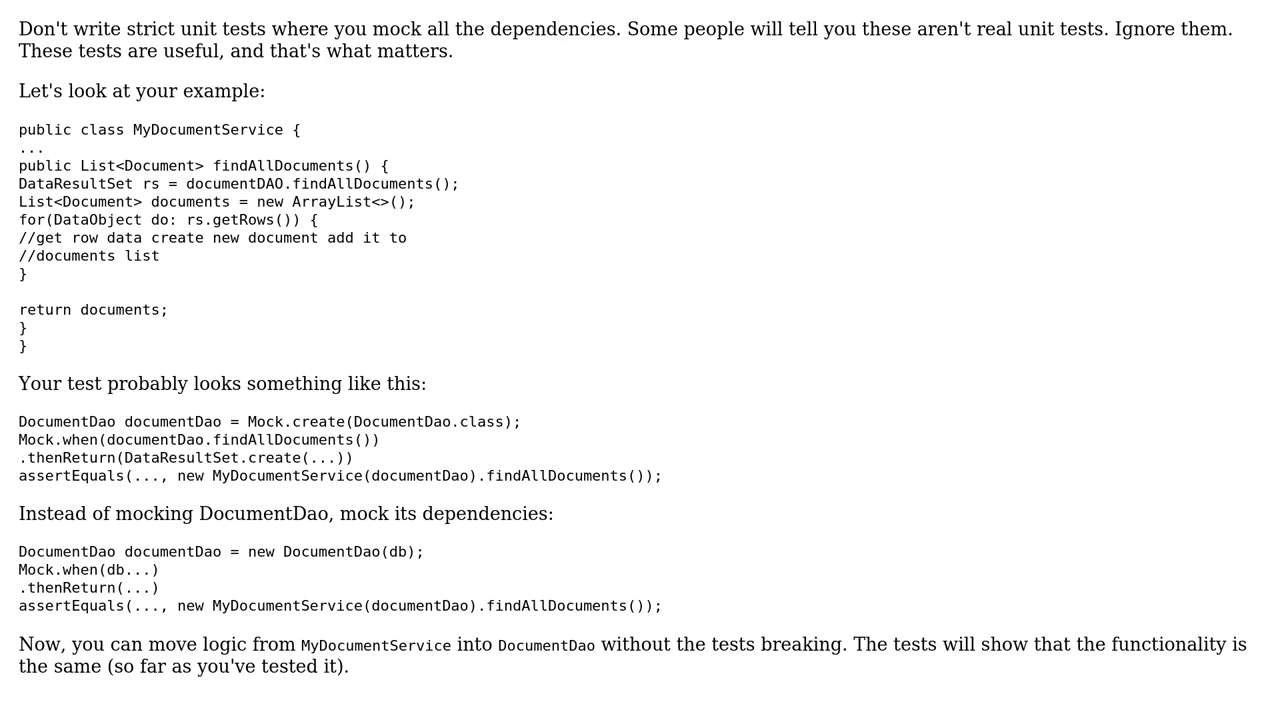 Don't write strict unit tests where you mock all the dependencies. Some people will tell you these aren't real unit tests. Ignore them.
These tests are useful, and that's what matters.
Let's look at your example:
public class MyDocumentService {
...
public List<Document> findAllDocuments() {
DataResultSet rs = documentDAO.findAllDocuments();
List<Document> documents = new ArrayList<>();
for(DataObject do: rs.getRows()) {
//get row data create new document add it to
//documents list
}
return documents;
}
}
Your test probably looks something like this:
DocumentDao documentDao = Mock.create(DocumentDao.class);
Mock.when(documentDao.findAllDocuments())
.thenReturn(DataResultSet.create(...))
assertEquals(..., new MyDocumentService(documentDao).findAllDocuments());
Instead of mocking DocumentDao, mock its dependencies:
DocumentDao documentDao = new DocumentDao(db);
Mock.when(db...)
.thenReturn(...)
assertEquals(..., new MyDocumentService(documentDao).findAllDocuments());
Now, you can move logic from MyDocumentService into DocumentDao without the tests breaking. The tests will show that the functionality is
the same (so far as you've tested it).